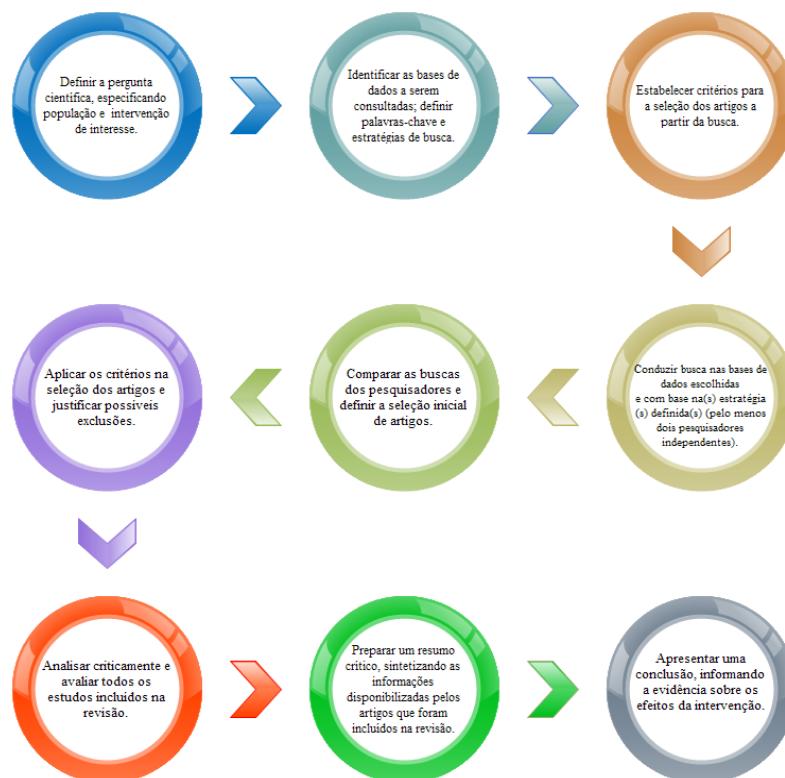 Definir a pergunta
científica, especificando
população e intervenção
de interesse.
Identificar as bases de
dados a serem
consultadas; definir
palavras-chave e
estratégias de busca.
Estabelecer critérios para
a seleção dos artigos a
partir da busca.
Conduzir busca nas bases de
dados escolhidas
e com base na(s) estratégia
(s) definida(s) (pelo menos
dois pesquisadores
independentes).
Comparar as buscas
dos pesquisadores e
definir a seleção inicial
de artigos.
Aplicar os critérios na
seleção dos artigos e
justificar possíveis
exclusões.
Analisar criticamente e
avaliar todos os
estudos incluídos na
revisão.
Preparar um resumo
crítico, sintetizando as
informações
disponibilizadas pelos
artigos que foram
incluídos na revisão.
Apresentar uma
conclusão, informando
a evidência sobre os
efeitos da intervenção.